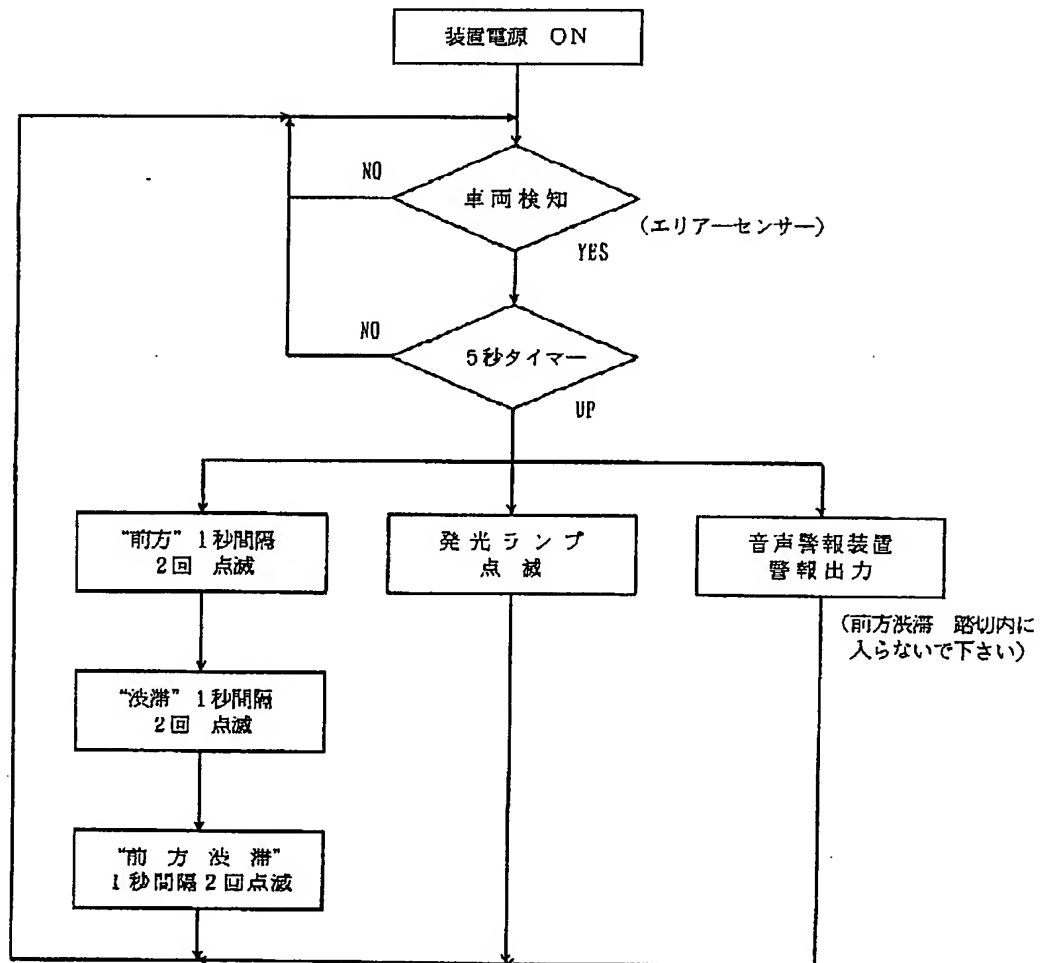 装置電源 ON
NO
車両検知
(エリアーセンサー)
YES
NO
5秒タイマー
UP
“前方” 1秒間隔
2回 点滅
発光ランプ
点滅
音声警報装置
警報出力
(前方渋滞 踏切内に
入らないで下さい)
“渋滞” 1秒間隔
2回 点滅
“前方渋滞”
1秒間隔2回点滅